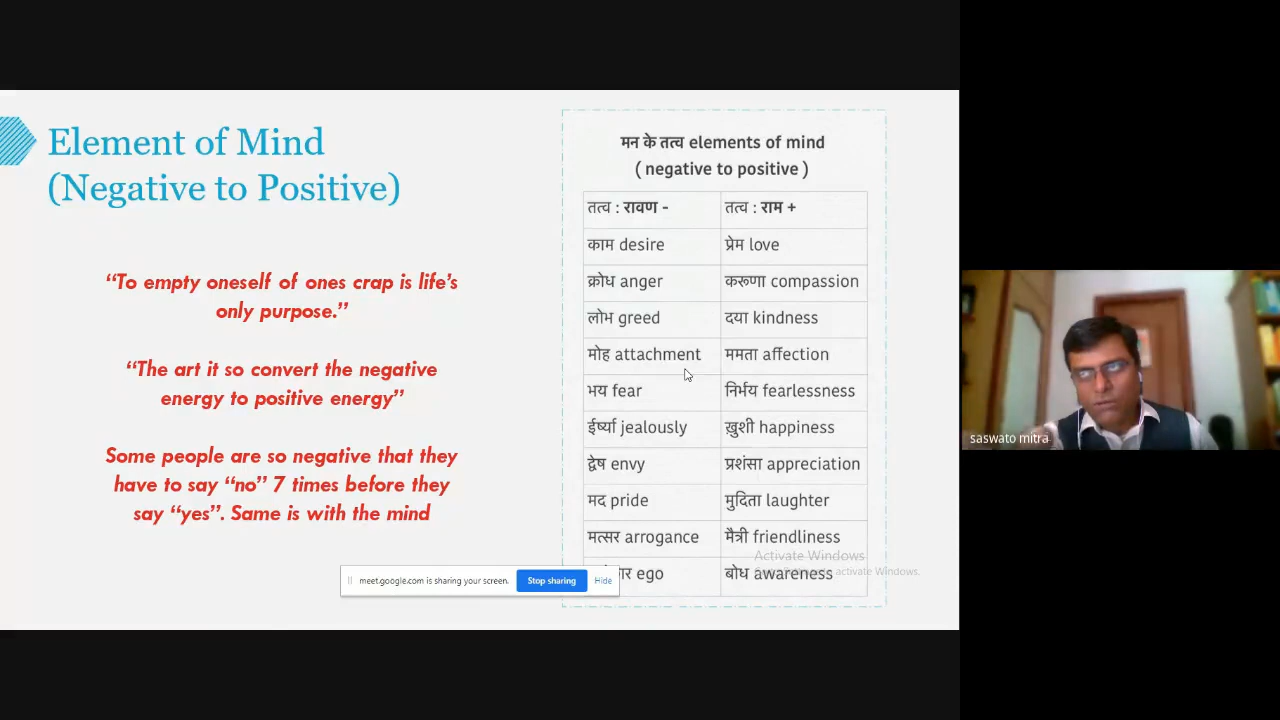 Element of Mind
(Negative to Positive)
“To empty oneself of ones crap is life’s
only purpose.”
“The art it so convert the negative
energy to positive energy”
Some people are so negative that they
have to say “no” 7 times before they
say “yes”. Same is with the mind
मन के तत्व elements of mind
( negative to positive )
तत्व : रावण - तत्व : राम +
काम desire प्रेम love
क्रोध anger करूणा compassion
लोभ greed दया kindness
मोह attachment ममता affection
भय fear निर्भय fearlessness
ईर्ष्या jealously ख़ुशी happiness
द्वेष envy प्रशंसा appreciation
मद pride मुदिता laughter
मत्सर arrogance मैत्री friendliness
ego बोध awareness
Activate Windows
activate Windows.
meet.google.com is sharing your screen. Stop sharing Hide
saswato mitra